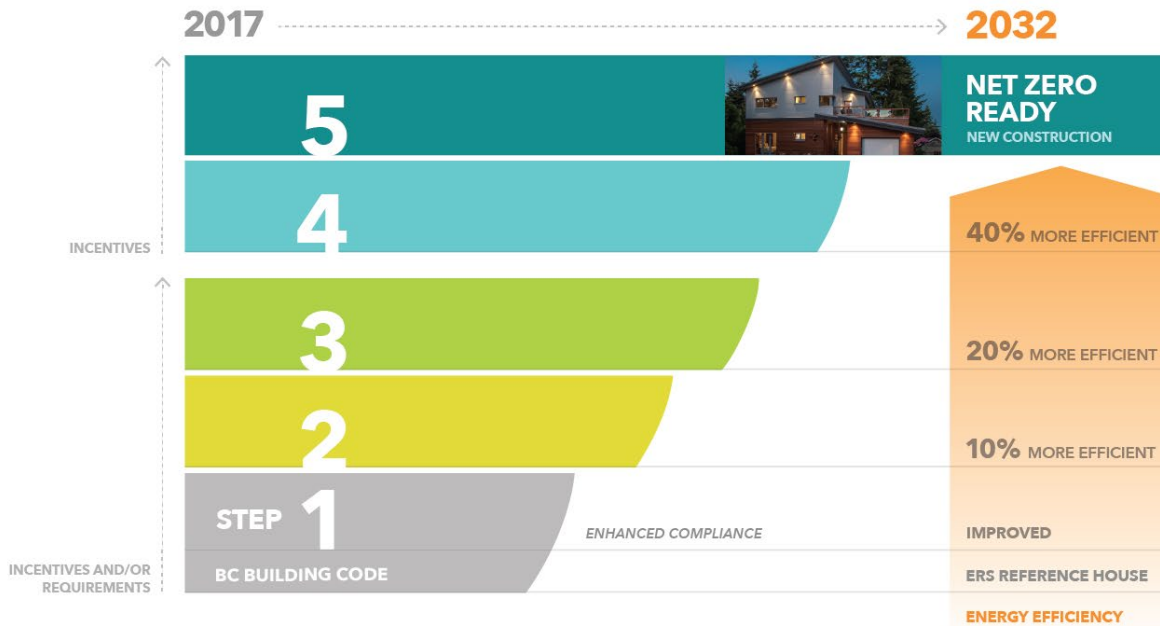 2017
2032
5
NET ZERO
READY
NEW CONSTRUCTION
4
INCENTIVES
40% MORE EFFICIENT
3
20% MORE EFFICIENT
2
10% MORE EFFICIENT
STEP 1
ENHANCED COMPLIANCE
IMPROVED
INCENTIVES AND/OR
REQUIREMENTS
BC BUILDING CODE
ERS REFERENCE HOUSE
ENERGY EFFICIENCY